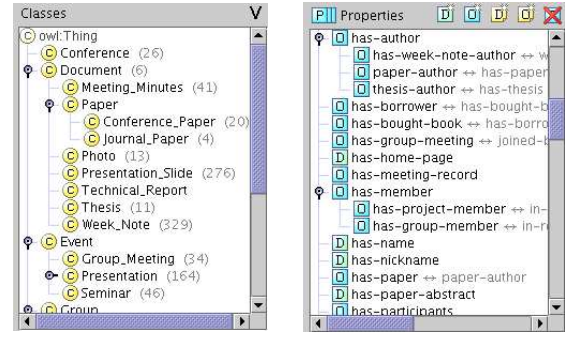 Classes V
C owl:Thing
C Conference (26)
C Document (6)
C Meeting_Minutes (41)
C Paper
C Conference_Paper (20)
C Journal_Paper (4)
C Photo (13)
C Presentation_Slide (276)
C Technical_Report
C Thesis (11)
C Week_Note (329)
C Event
C Group_Meeting (34)
C Presentation (164)
C Seminar (46)
C Group
P Properties D O D O
O has-author
O has-week-note-author ↔ w
O paper-author ↔ has-paper
O thesis-author ↔ has-thesis
O has-borrower ↔ has-bought-b
O has-bought-book ↔ has-borro
O has-group-meeting ↔ joined-b
D has-home-page
O has-meeting-record
O has-member
O has-project-member ↔ in-
O has-group-member ↔ in-r
D has-name
D has-nickname
O has-paper ↔ paper-author
D has-paper-abstract
O has-participants